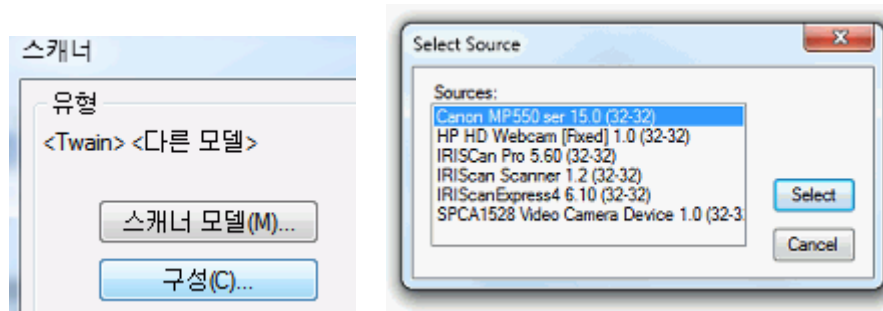 스캐너
유형
<Twain> <다른 모델>
스캐너 모델(M)...
구성(C)...
Select Source
Sources:
Canon MP550 ser 15.0 (32-32)
HP HD Webcam [Fixed] 1.0 (32-32)
IRISCan Pro 5.60 (32-32)
IRIScan Scanner 1.2 (32-32)
IRIScanExpress4 6.10 (32-32)
SPCA1528 Video Camera Device 1.0 (32-3
Select
Cancel